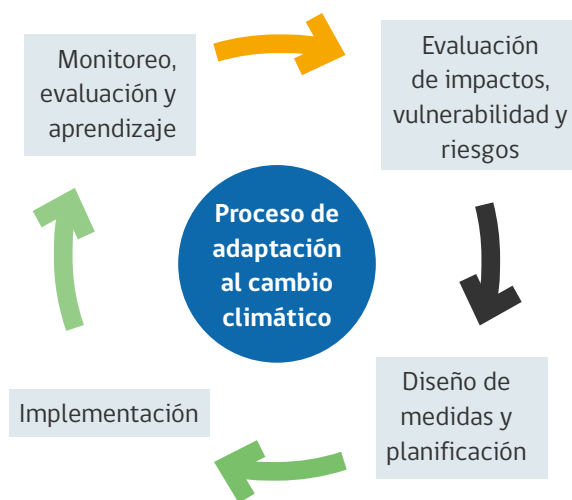 Monitoreo,
evaluación y
aprendizaje
Evaluación
de impactos,
vulnerabilidad y
riesgos
Proceso de
adaptación
al cambio
climático
Implementación
Diseño de
medidas y
planificación